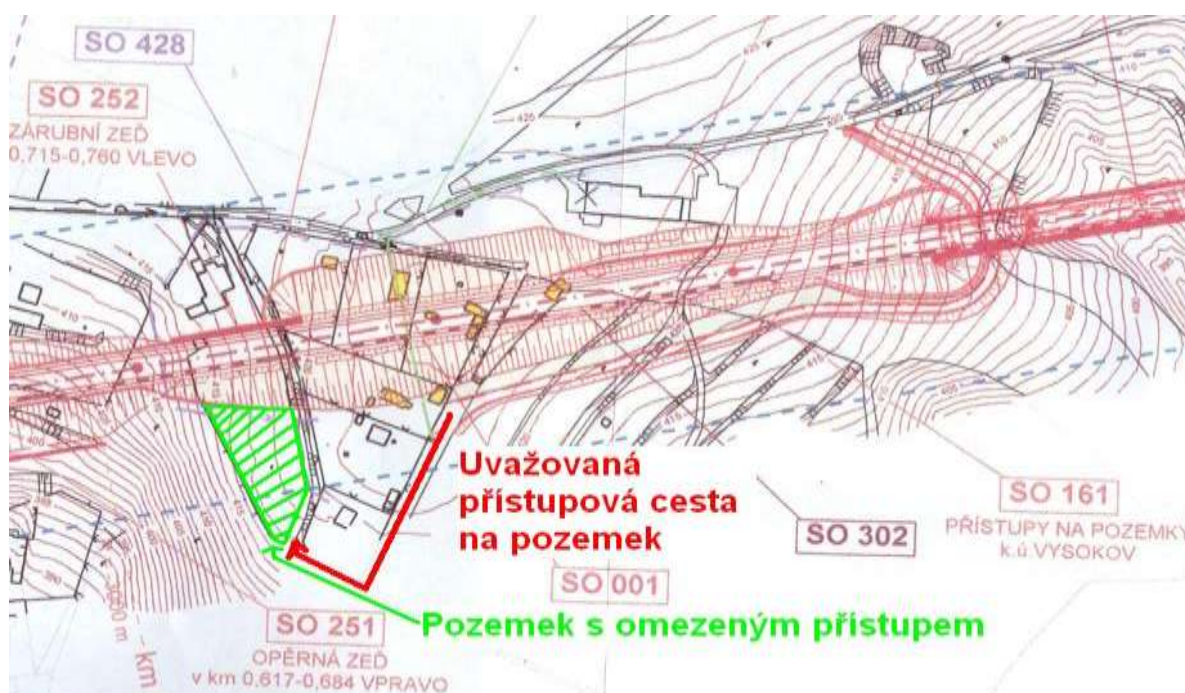 SO 428
SO 252
ZÁRUBNÍ ZEĎ
0,715-0,760 VLEVO
Uvažovaná
přístupová cesta
na pozemek
SO 161
PŘÍSTUPY NA POZEMKY
k.ú VYSOKOV
SO 302
SO 001
Pozemek s omezeným přístupem
SO 251
OPĚRNÁ ZEĎ
v km 0,617-0,684 VPRAVO
km